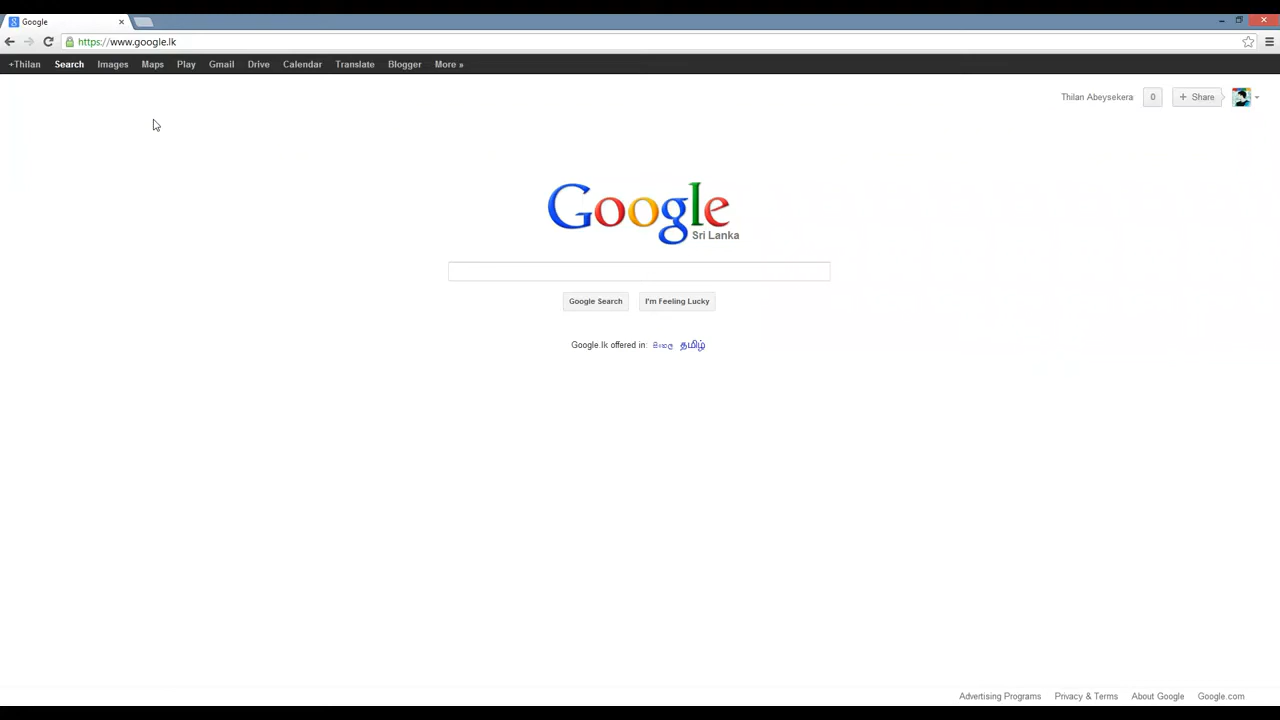 Google
https://www.google.lk
+Thilan Search Images Maps Play Gmail Drive Calendar Translate Blogger More »
Thilan Abeysekera 0 + Share
Google
Sri Lanka
Google Search I'm Feeling Lucky
Google.lk offered in: සිංහල தமிழ்
Advertising Programs Privacy & Terms About Google Google.com